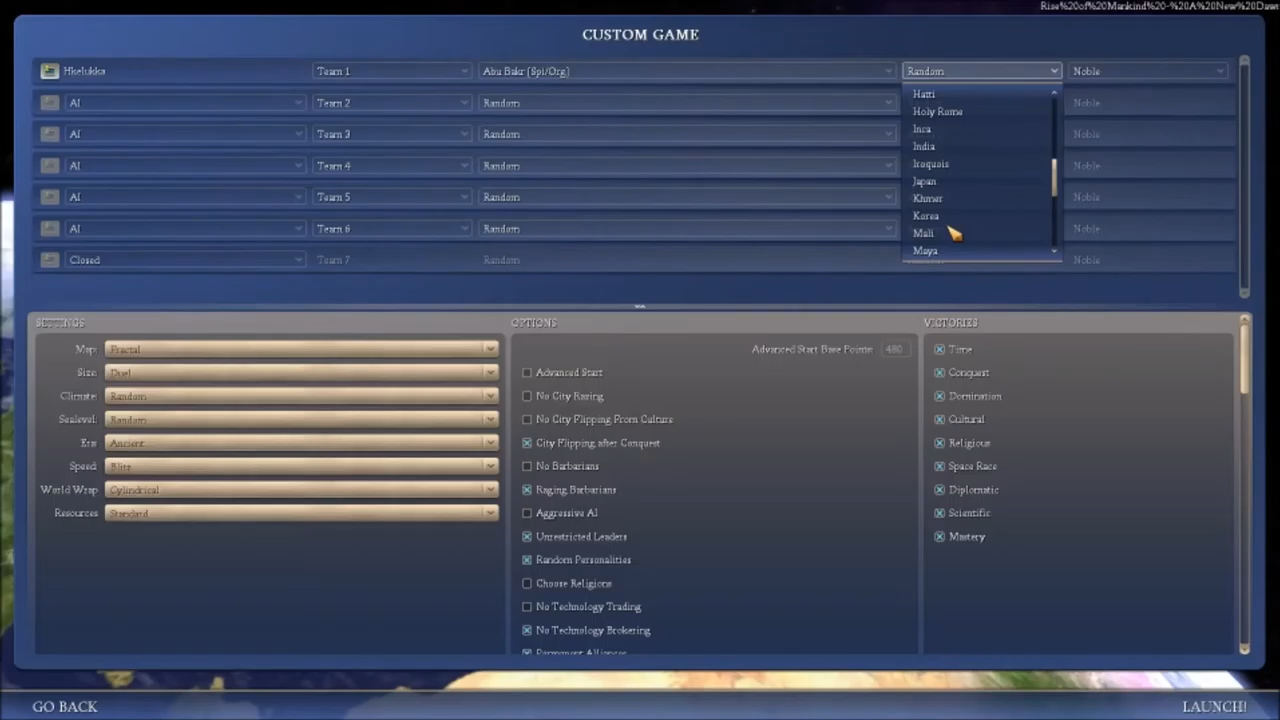 Rise%20of%20Mankind%20-%20A%20New%20Dawn
CUSTOM GAME
Hkelukka Team 1 Abu Bakr (Spi/Org) Random Noble
AI Team 2 Random Noble
AI Team 3 Random Noble
AI Team 4 Random Noble
AI Team 5 Random Noble
AI Team 6 Random Noble
Closed Team 7 Random Noble
Hatti
Holy Rome
Inca
India
Iroquois
Japan
Khmer
Korea
Mali
Maya
SETTINGS
Map: Fractal
Size: Duel
Climate: Random
Sealevel: Random
Era: Ancient
Speed: Blitz
World Wrap: Cylindrical
Resources: Standard
OPTIONS
Advanced Start Base Points: 480
Advanced Start
No City Razing
No City Flipping From Culture
City Flipping after Conquest
No Barbarians
Raging Barbarians
Aggressive AI
Unrestricted Leaders
Random Personalities
Choose Religions
No Technology Trading
No Technology Brokering
Permanent Alliances
VICTORIES
Time
Conquest
Domination
Cultural
Religious
Space Race
Diplomatic
Scientific
Mastery
GO BACK
LAUNCH!